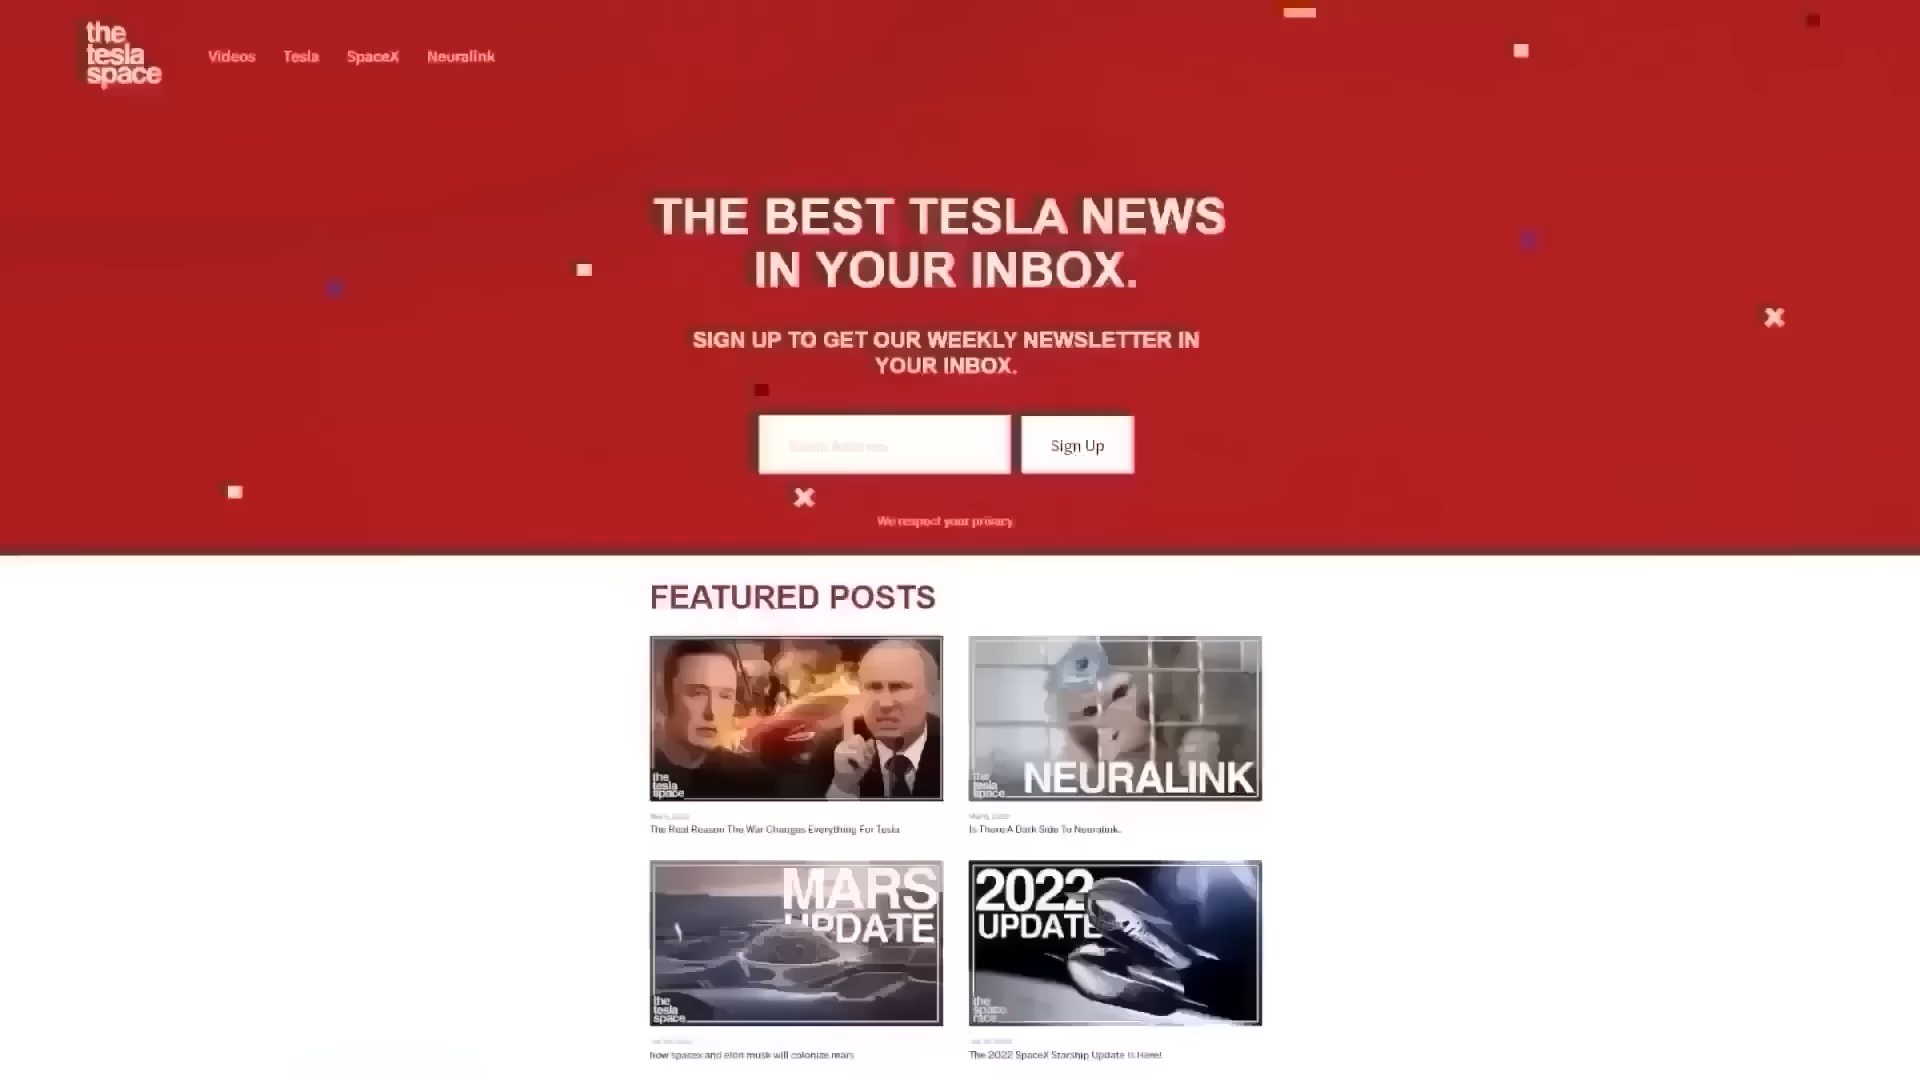 the
tesla
space
Videos Tesla SpaceX Neuralink
THE BEST TESLA NEWS
IN YOUR INBOX.
SIGN UP TO GET OUR WEEKLY NEWSLETTER IN
YOUR INBOX.
Sign Up
We respect your privacy.
FEATURED POSTS
the
tesla
space
NEURALINK
the
tesla
space
The Real Reason The War Changes Everything For Tesla
Is There A Dark Side To Neuralink.
MARS
UPDATE
the
tesla
space
2022
UPDATE
the
space
race
how spacex and elon musk will colonize mars
The 2022 SpaceX Starship Update Is Here!